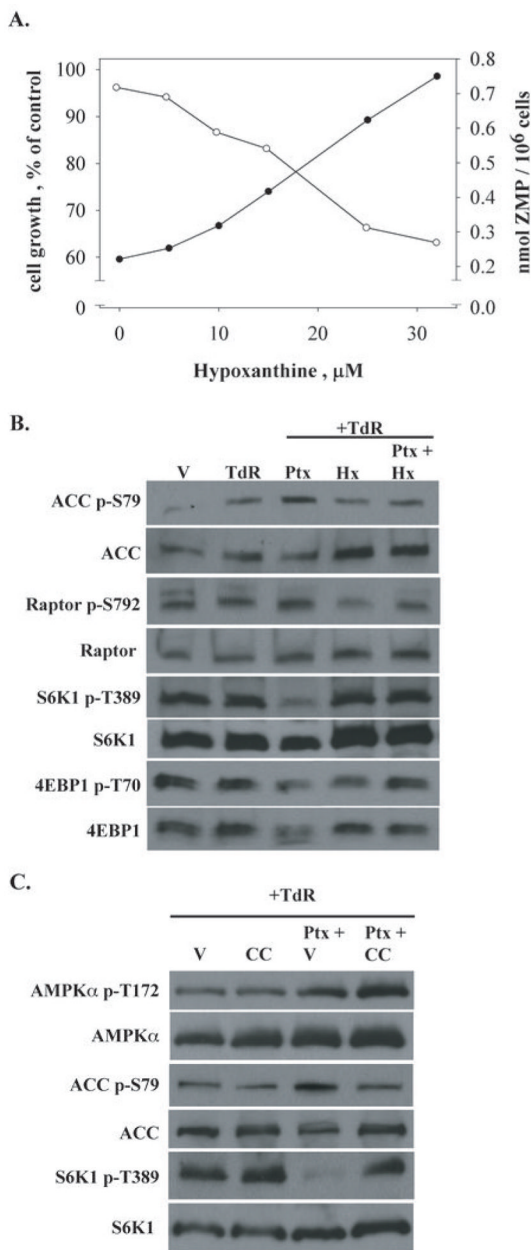 A.
cell growth , % of control
100
90
80
70
60
0
0.8
0.7
0.6
0.5
0.4
0.3
0.2
0.0
nmol ZMP / 10⁶ cells
0 10 20 30
Hypoxanthine , µM
B.
+TdR
V TdR Ptx Hx Ptx + Hx
ACC p-S79
ACC
Raptor p-S792
Raptor
S6K1 p-T389
S6K1
4EBP1 p-T70
4EBP1
C.
+TdR
V CC Ptx + V Ptx + CC
AMPKα p-T172
AMPKα
ACC p-S79
ACC
S6K1 p-T389
S6K1